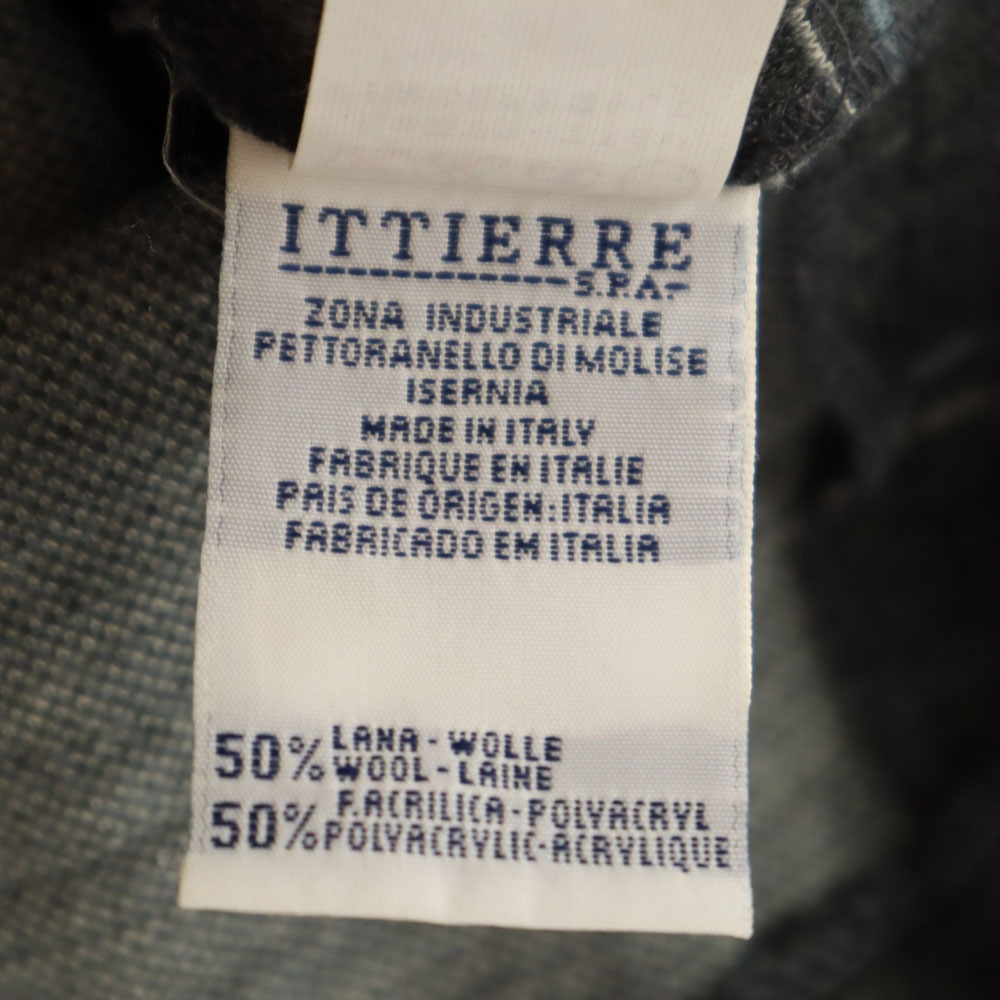 ITTIERRE
S.P.A.
ZONA INDUSTRIALE
PETTORANELLO DI MOLISE
ISERNIA
MADE IN ITALY
FABRIQUE EN ITALIE
PAIS DE ORIGEN:ITALIA
FABRICADO EM ITALIA
50% LANA - WOLLE
WOOL - LAINE
50% F.ACRILICA - POLYACRYL
POLYACRYLIC-ACRYLIQUE